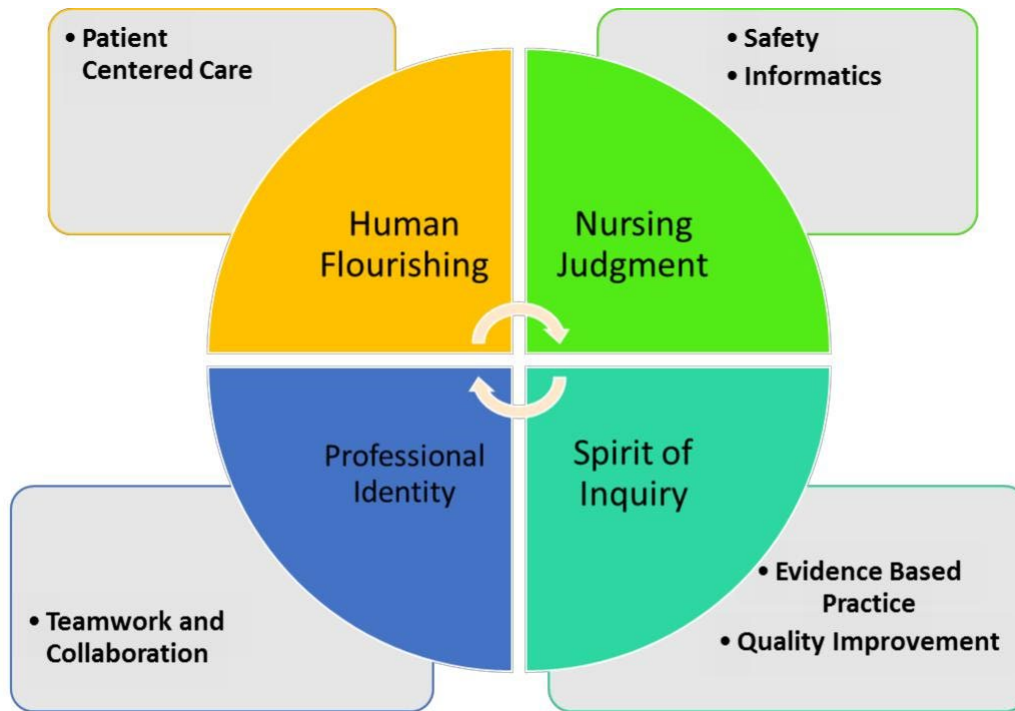 • Patient
Centered Care
• Safety
• Informatics
Human
Flourishing
Nursing
Judgment
Professional
Identity
Spirit of
Inquiry
• Teamwork and
Collaboration
• Evidence Based
Practice
• Quality Improvement